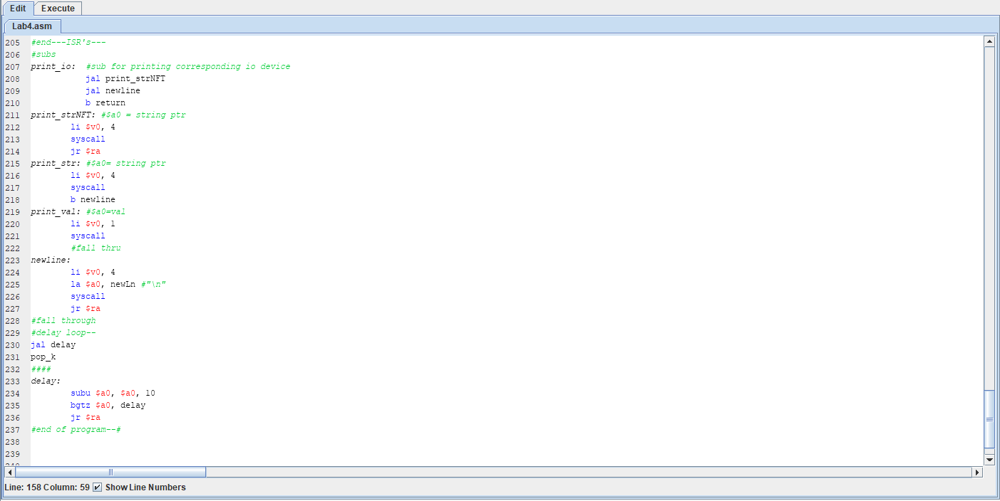 Edit Execute
Lab4.asm
205 #end---ISR's---
206 #subs
207 print_io: #sub for printing corresponding io device
208 jal print_strNFT
209 jal newline
210 b return
211 print_strNFT: #$a0 = string ptr
212 li $v0, 4
213 syscall
214 jr $ra
215 print_str: #$a0= string ptr
216 li $v0, 4
217 syscall
218 b newline
219 print_val: #$a0=val
220 li $v0, 1
221 syscall
222 #fall thru
223 newline:
224 li $v0, 4
225 la $a0, newLn #"\n"
226 syscall
227 jr $ra
228 #fall through
229 #delay loop--
230 jal delay
231 pop_k
232 ####
233 delay:
234 subu $a0, $a0, 10
235 bgtz $a0, delay
236 jr $ra
237 #end of program--#
238
239
Line: 158 Column: 59 Show Line Numbers